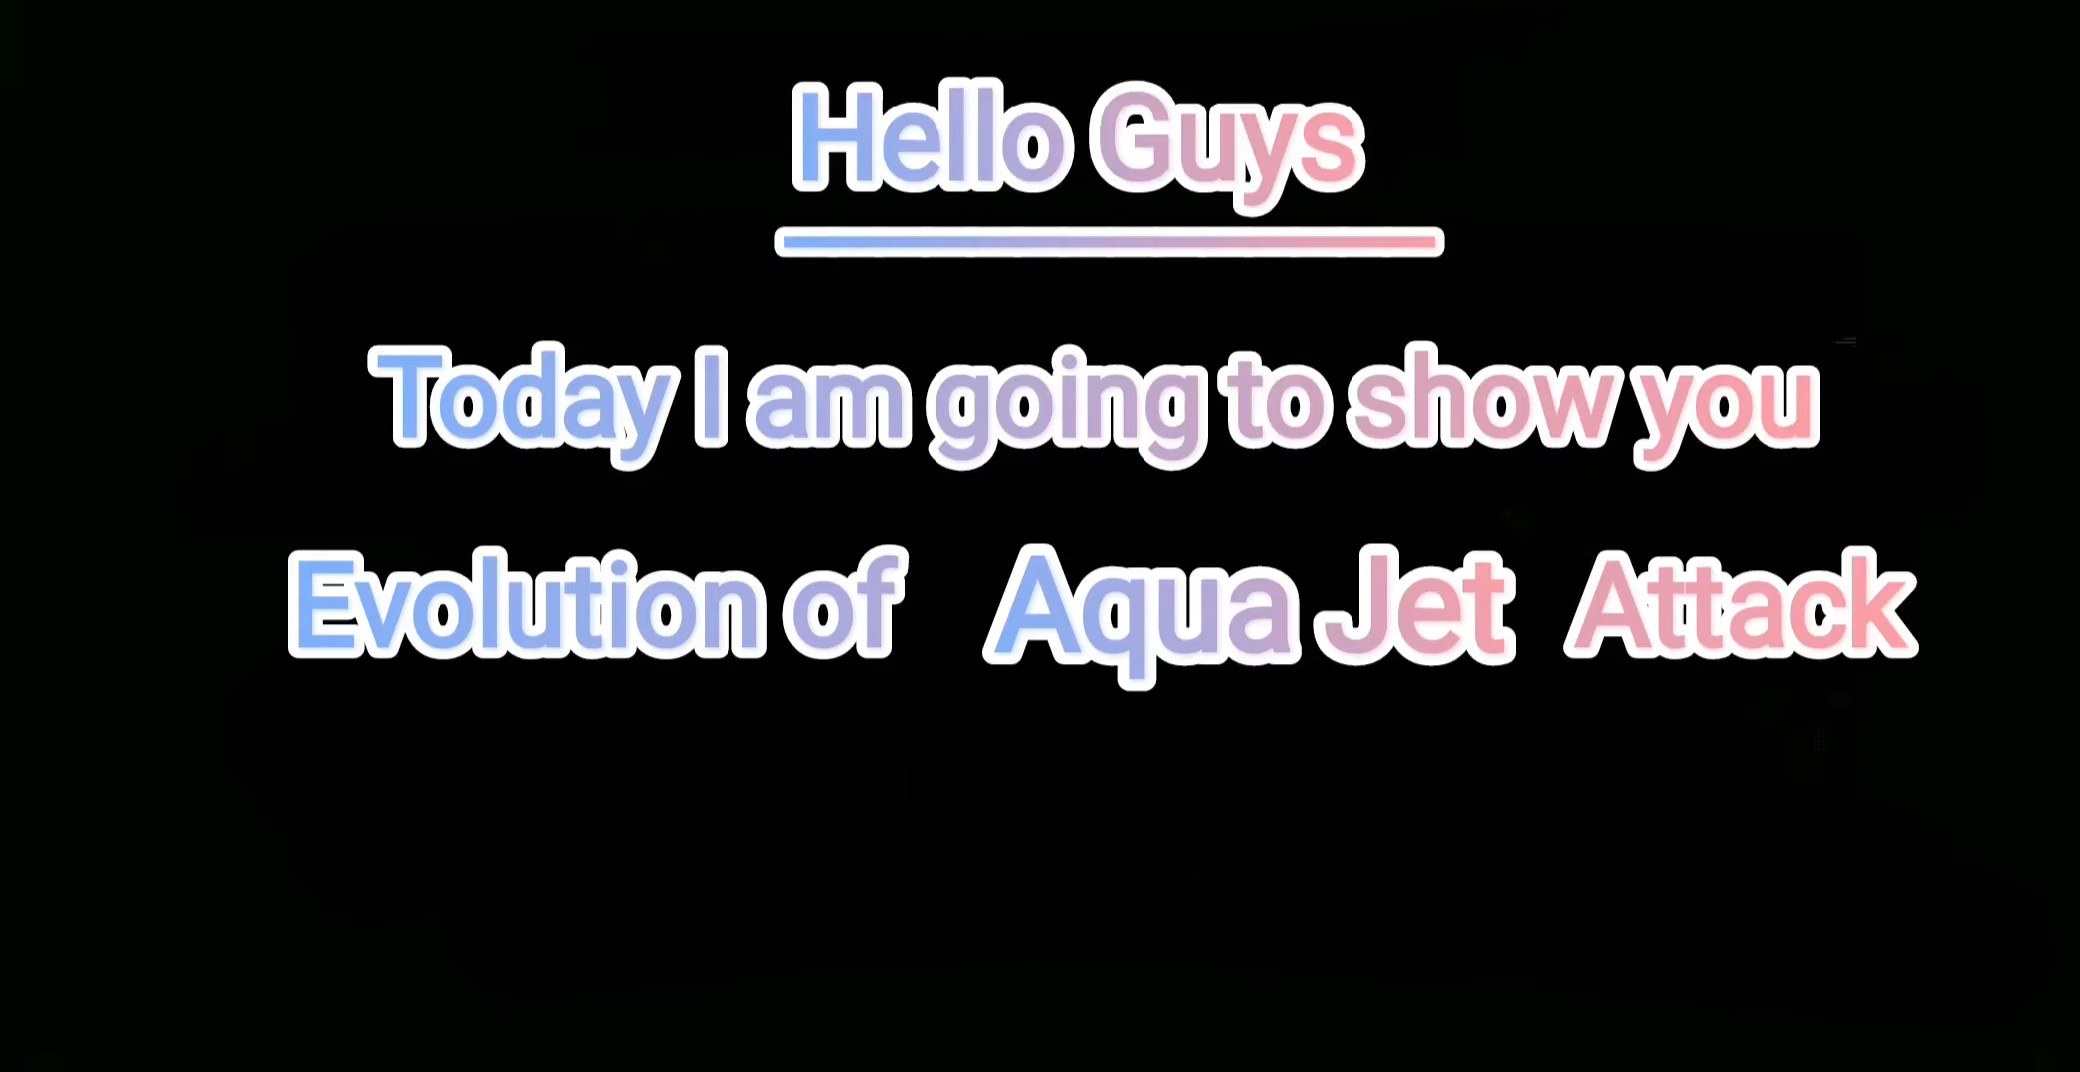 Hello Guys
Today I am going to show you
Evolution of Aqua Jet Attack